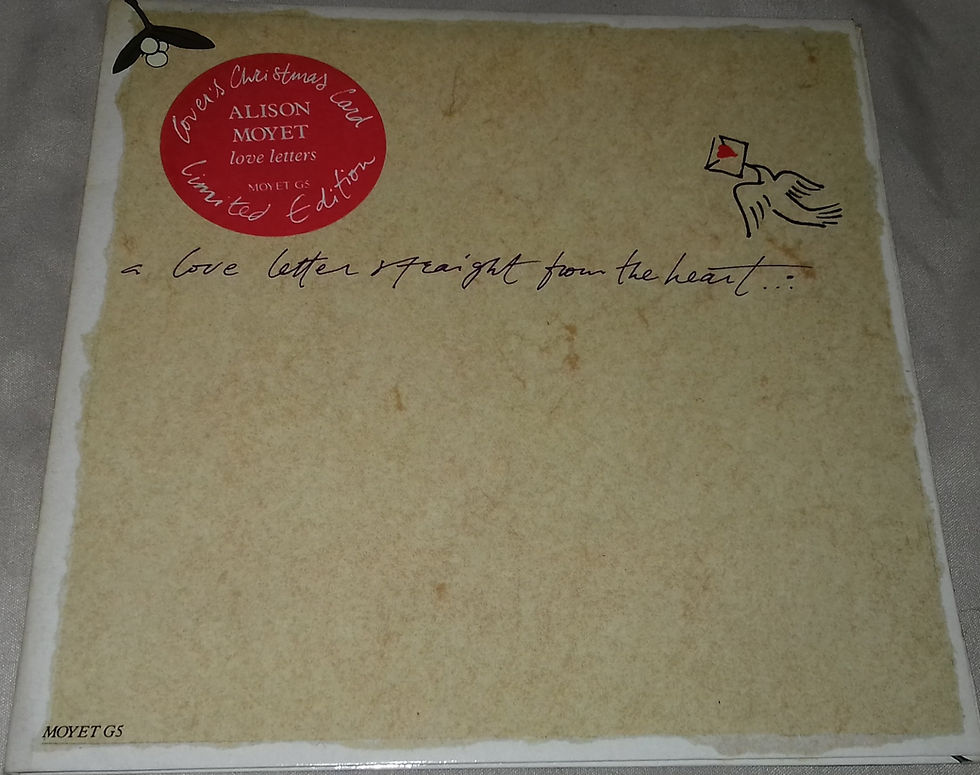 Lover's Christmas Card
ALISON
MOYET
love letters
MOYET G5
Limited Edition
a love letter straight from the heart...
MOYET G5